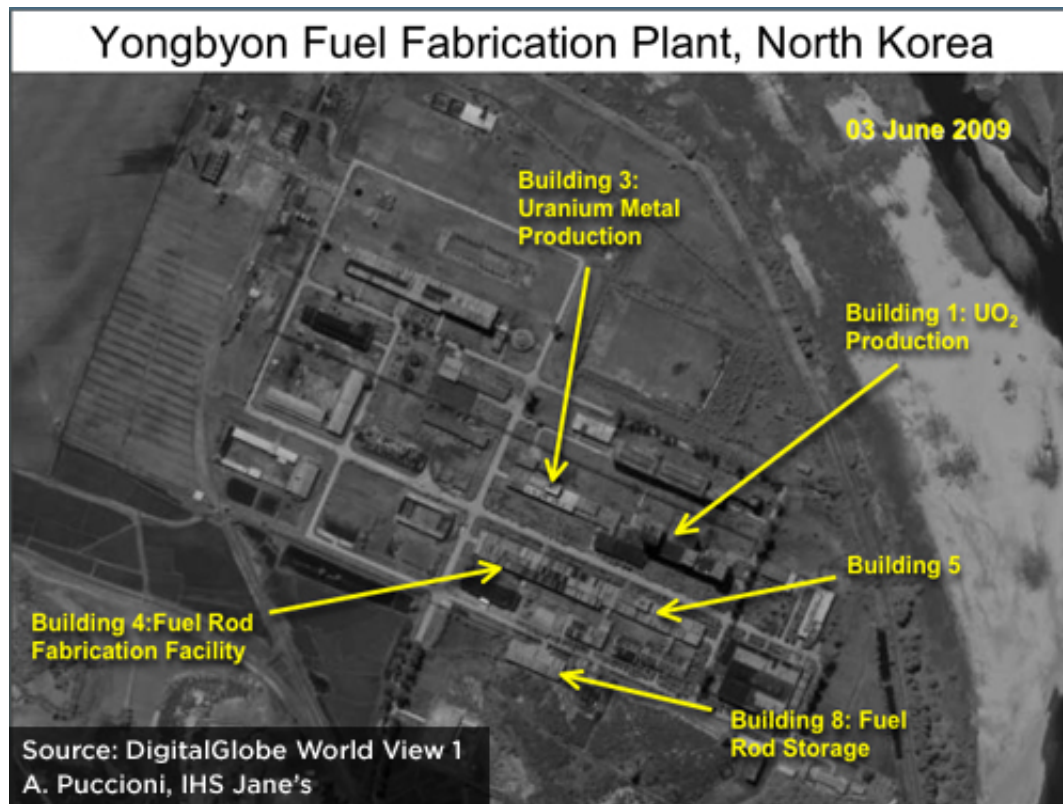 Yongbyon Fuel Fabrication Plant, North Korea
03 June 2009
Building 3:
Uranium Metal
Production
Building 1: UO₂
Production
Building 5
Building 4:Fuel Rod
Fabrication Facility
Building 8: Fuel
Rod Storage
Source: DigitalGlobe World View 1
A. Puccioni, IHS Jane's